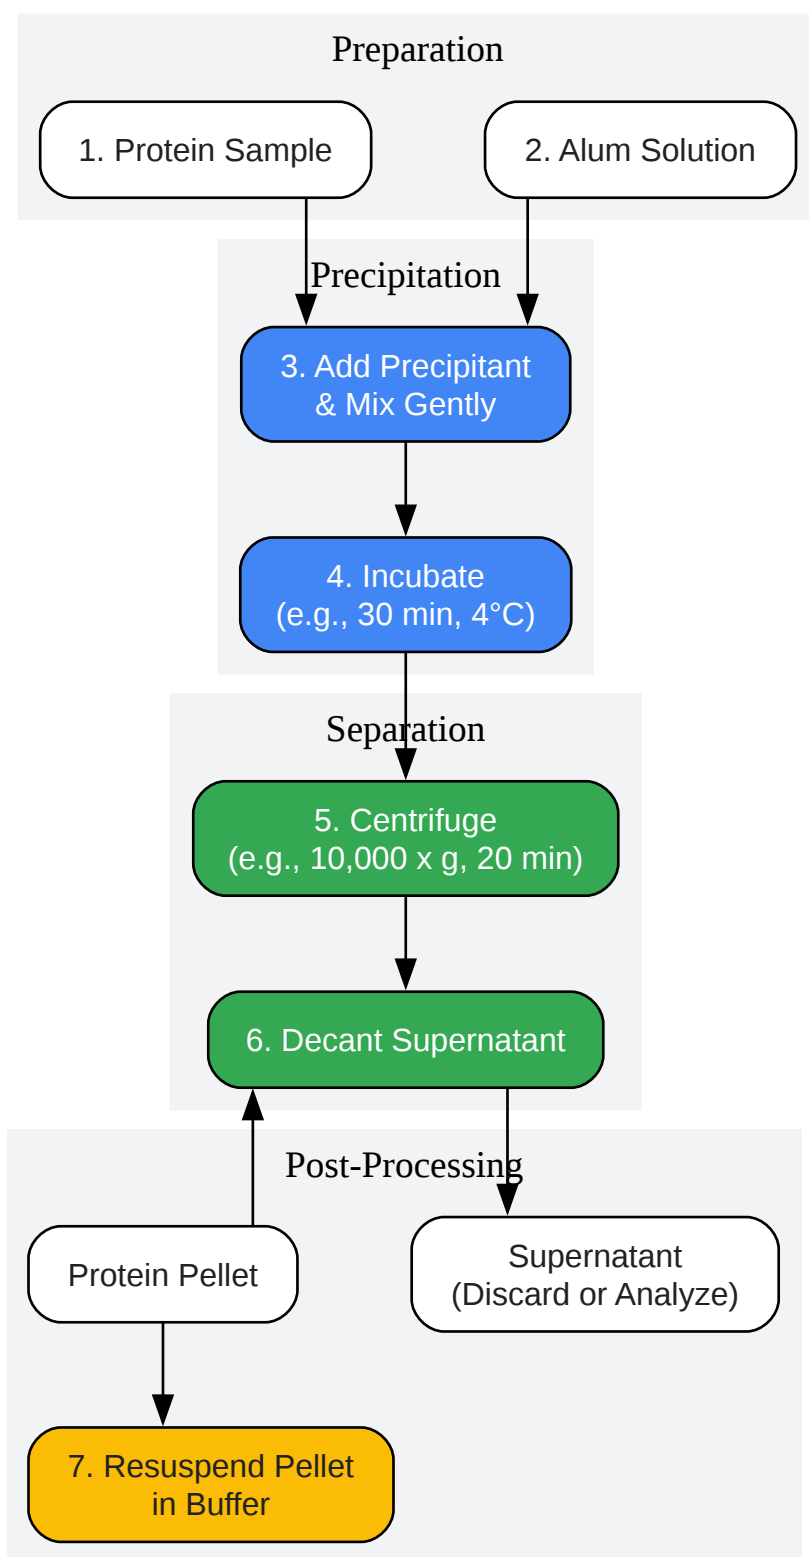 Preparation
1. Protein Sample
2. Alum Solution
Precipitation
3. Add Precipitant
& Mix Gently
4. Incubate
(e.g., 30 min, 4°C)
Separation
5. Centrifuge
(e.g., 10,000 x g, 20 min)
6. Decant Supernatant
Post-Processing
Protein Pellet
Supernatant
(Discard or Analyze)
7. Resuspend Pellet
in Buffer